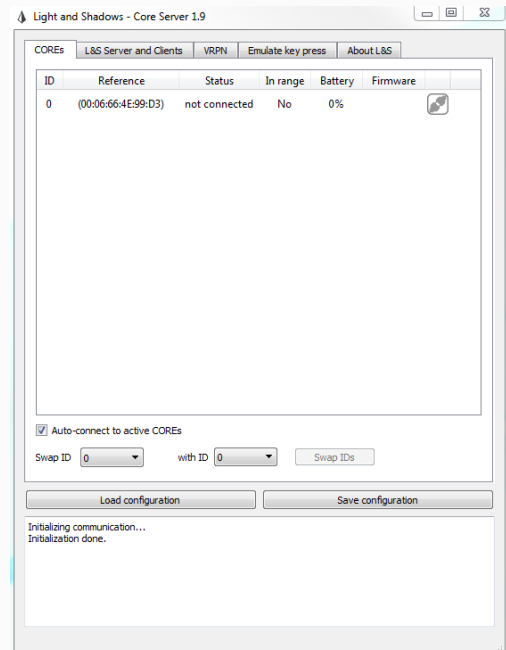 Light and Shadows - Core Server 1.9
COREs L&S Server and Clients VRPN Emulate key press About L&S
ID Reference Status In range Battery Firmware
0 (00:06:66:4E:99:D3) not connected No 0%
Auto-connect to active COREs
Swap ID 0 with ID 0 Swap IDs
Load configuration Save configuration
Initializing communication...
Initialization done.